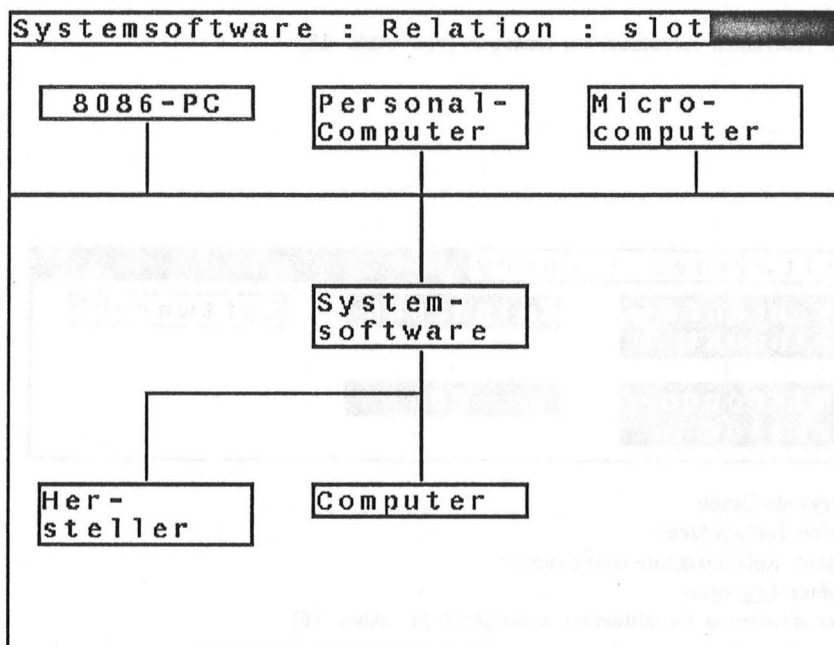 Systemsoftware : Relation : slot
8086-PC
Personal-
Computer
Micro-
computer
System-
software
Her-
steller
Computer